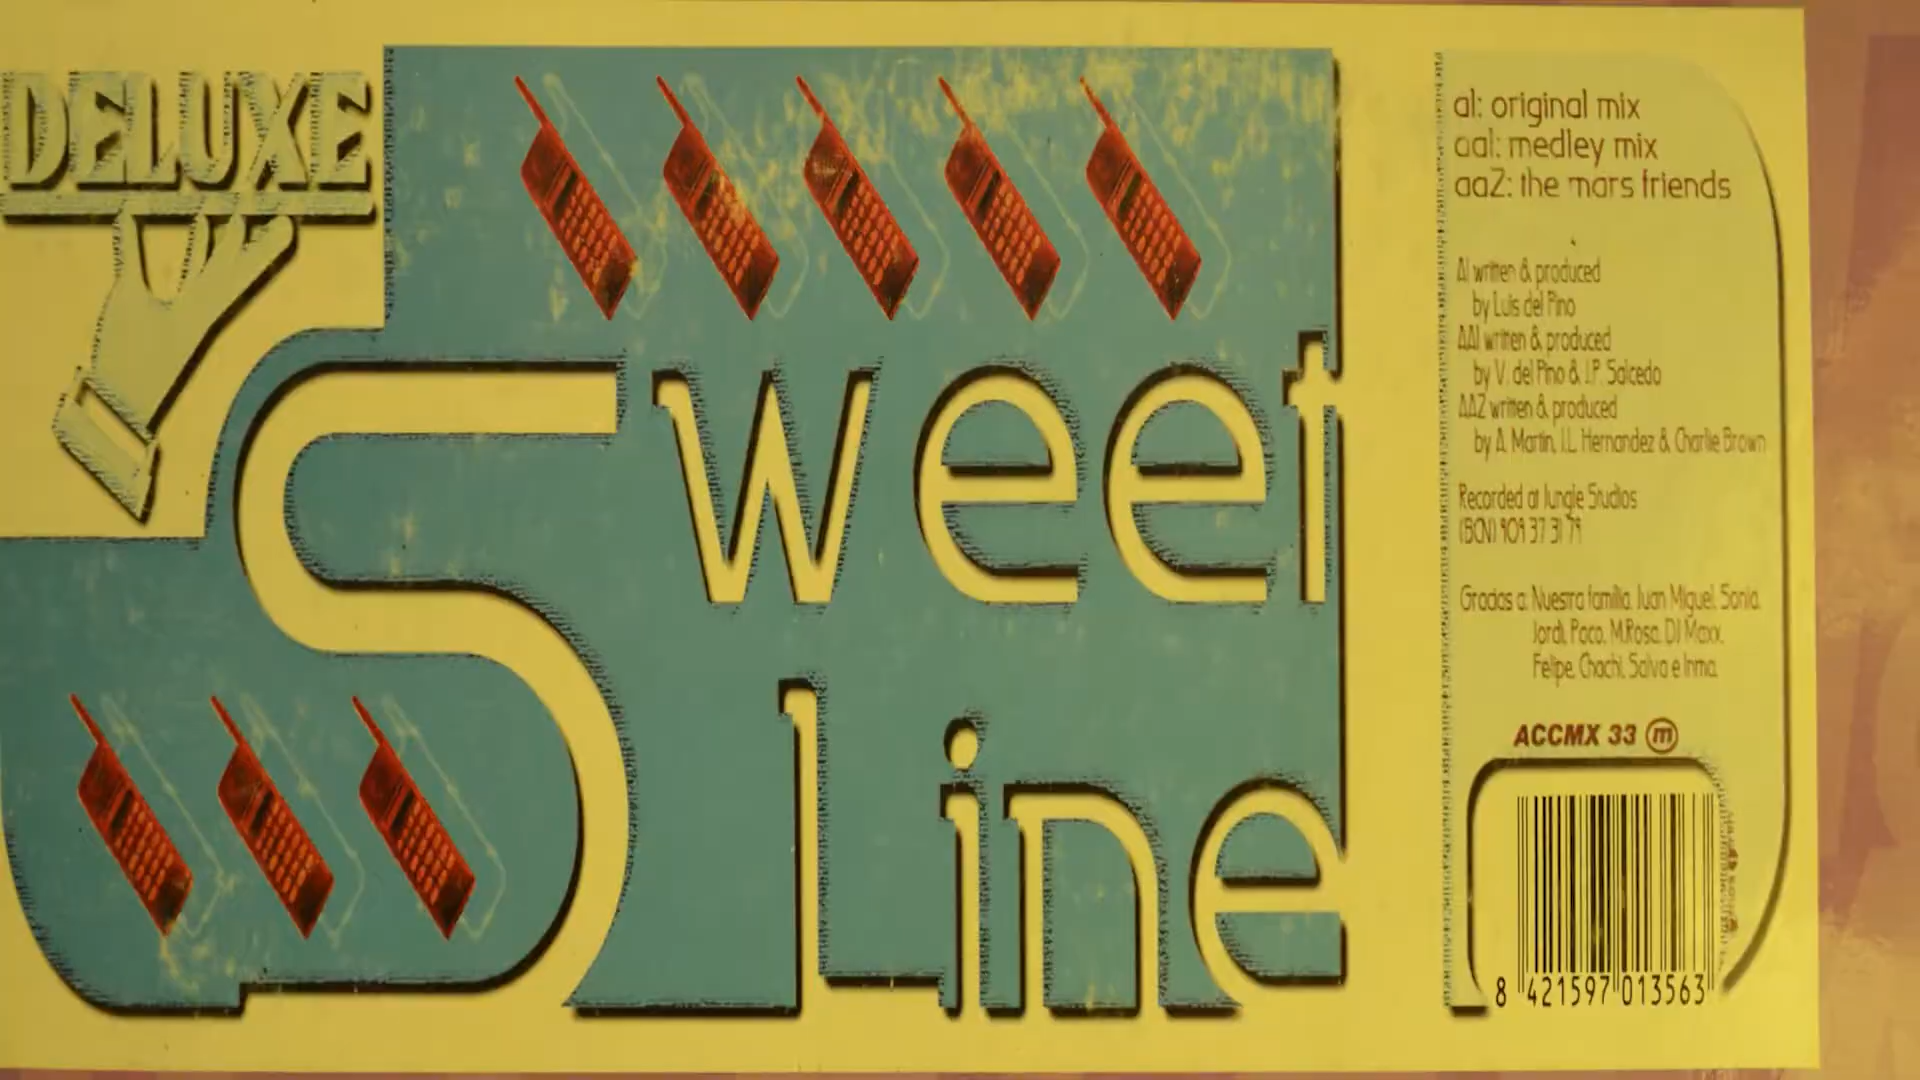 DELUXE
Sweet
Line
a1: original mix
aa1: medley mix
aa2: the mars friends
A1 written & produced
by Luis del Pino
AA1 written & produced
by V. del Pino & J.P. Salcedo
AA2 written & produced
by A. Martin, J.L. Hernandez & Charlie Brown
Recorded at Jungle Studios
(BCN) 909 37 31 79
Gracias a: Nuestra familia, Juan Miguel, Sonia,
Jordi, Paco, M.Rosa, DJ Maxx,
Felipe, Chachi, Salva e Inma.
ACCMX 33 m
8 421597 013563